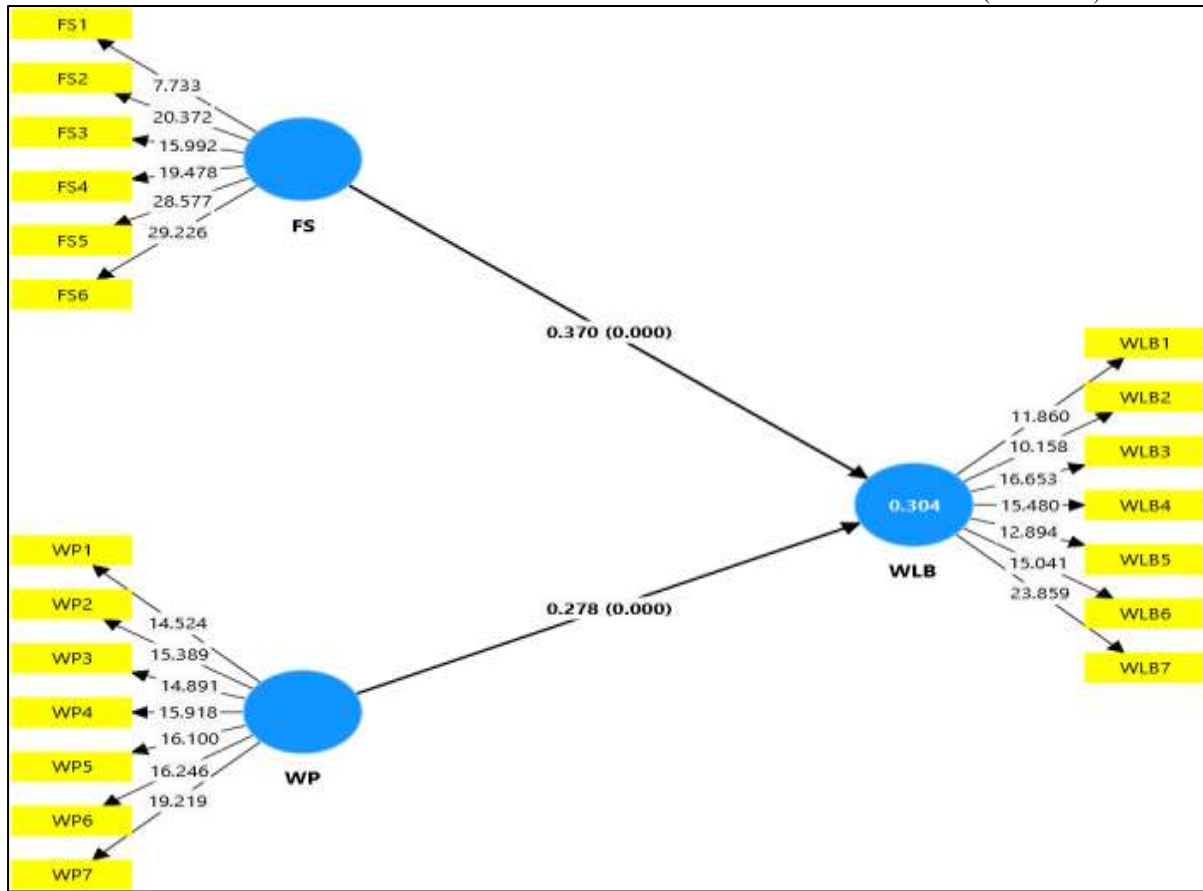 FS1
7.733
FS2
20.372
FS3
15.992
FS4
19.478
FS5
28.577
FS6
29.226
FS
0.370 (0.000)
WLB1
11.860
WLB2
10.158
WLB3
16.653
WLB4
15.480
WLB5
12.894
WLB6
15.041
WLB7
23.859
0.304
WLB
0.278 (0.000)
WP1
14.524
WP2
15.389
WP3
14.891
WP4
15.918
WP5
16.100
WP6
16.246
WP7
19.219
WP